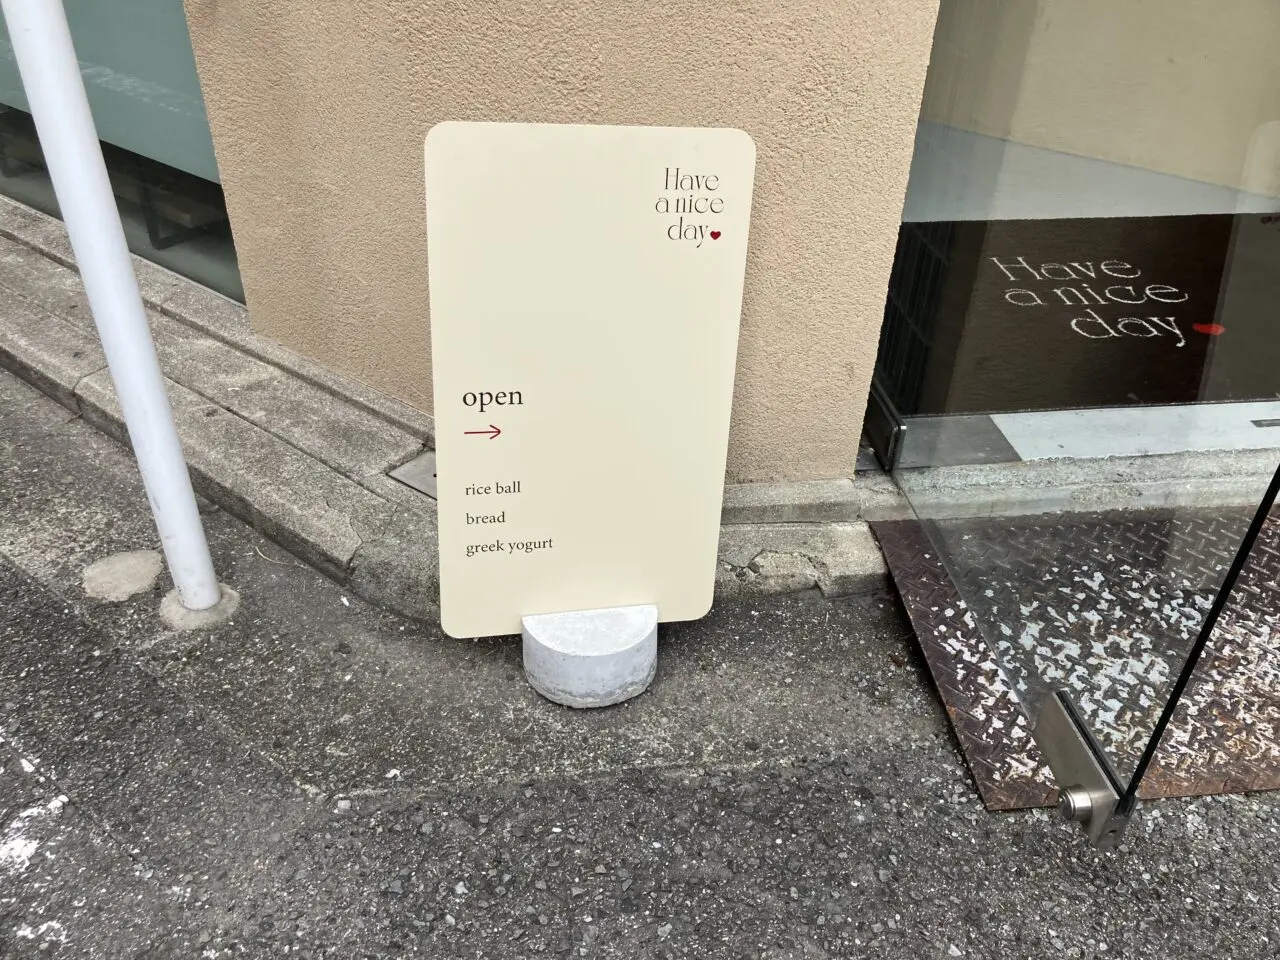 Have
a nice
day
open
→
rice ball
bread
greek yogurt
Have
a nice
day